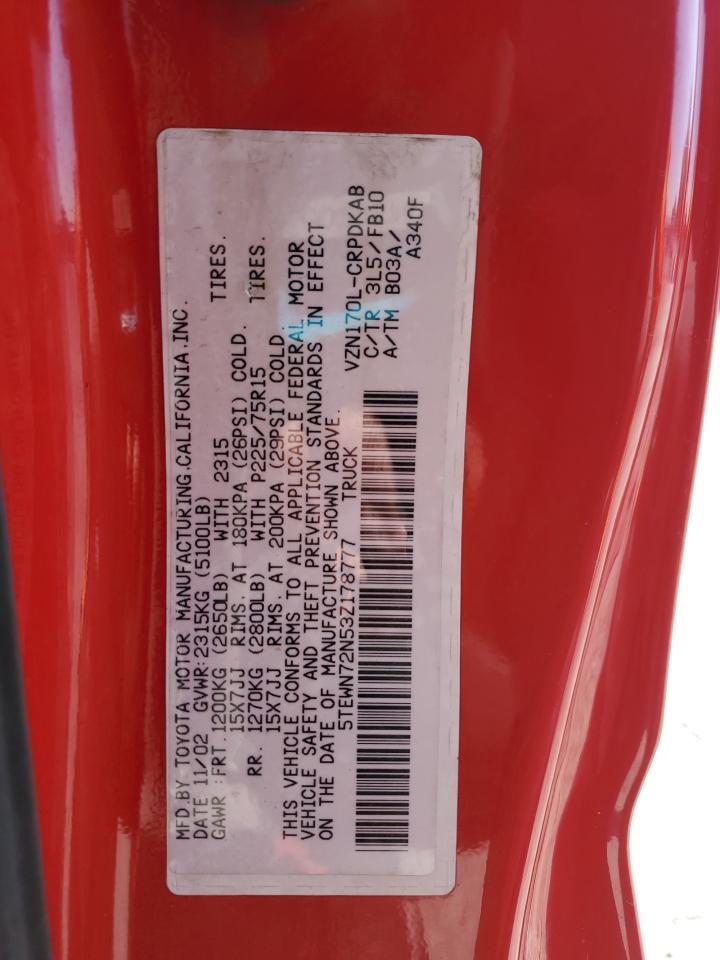 MFD.BY TOYOTA MOTOR MANUFACTURING.CALIFORNIA.INC.
DATE 11/02 GVWR:2315KG (5100LB)
GAWR :FRT.1200KG (2650LB) WITH 2315 TIRES.
15X7JJ RIMS. AT 180KPA (26PSI) COLD.
RR. 1270KG (2800LB) WITH P225/75R15 TIRES.
15X7JJ RIMS. AT 200KPA (29PSI) COLD.
THIS VEHICLE CONFORMS TO ALL APPLICABLE FEDERAL MOTOR
VEHICLE SAFETY AND THEFT PREVENTION STANDARDS IN EFFECT
ON THE DATE OF MANUFACTURE SHOWN ABOVE.
5TEWN72N53Z178777 TRUCK
VZN170L-CRPDKAB
C/TR 3L5/FB10
A/TM B03A/
A340F